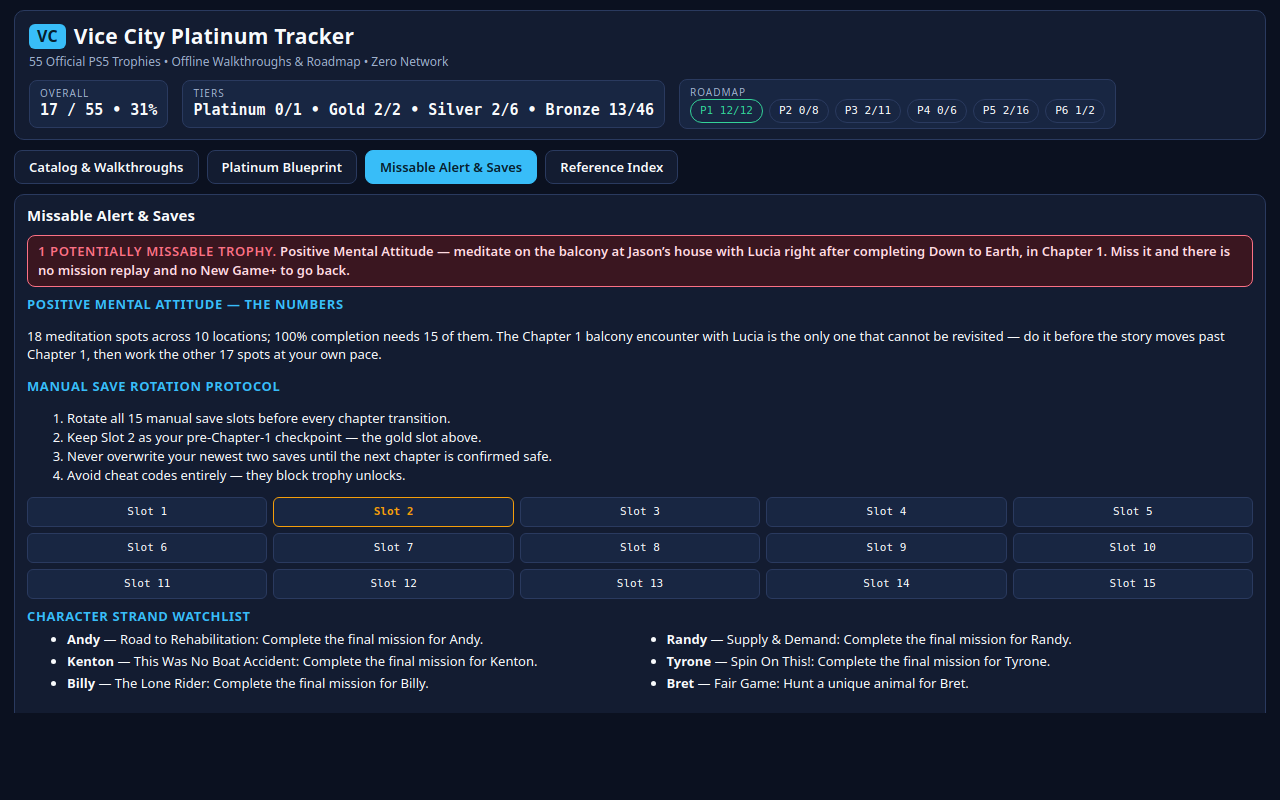 VC Vice City Platinum Tracker
55 Official PS5 Trophies • Offline Walkthroughs & Roadmap • Zero Network
OVERALL
17 / 55 • 31%
TIERS
Platinum 0/1 • Gold 2/2 • Silver 2/6 • Bronze 13/46
ROADMAP
P1 12/12 P2 0/8 P3 2/11 P4 0/6 P5 2/16 P6 1/2
Catalog & Walkthroughs Platinum Blueprint Missable Alert & Saves Reference Index
Missable Alert & Saves
1 POTENTIALLY MISSABLE TROPHY. Positive Mental Attitude — meditate on the balcony at Jason's house with Lucia right after completing Down to Earth, in Chapter 1. Miss it and there is
no mission replay and no New Game+ to go back.
POSITIVE MENTAL ATTITUDE — THE NUMBERS
18 meditation spots across 10 locations; 100% completion needs 15 of them. The Chapter 1 balcony encounter with Lucia is the only one that cannot be revisited — do it before the story moves past
Chapter 1, then work the other 17 spots at your own pace.
MANUAL SAVE ROTATION PROTOCOL
1. Rotate all 15 manual save slots before every chapter transition.
2. Keep Slot 2 as your pre-Chapter-1 checkpoint — the gold slot above.
3. Never overwrite your newest two saves until the next chapter is confirmed safe.
4. Avoid cheat codes entirely — they block trophy unlocks.
Slot 1 Slot 2 Slot 3 Slot 4 Slot 5
Slot 6 Slot 7 Slot 8 Slot 9 Slot 10
Slot 11 Slot 12 Slot 13 Slot 14 Slot 15
CHARACTER STRAND WATCHLIST
• Andy — Road to Rehabilitation: Complete the final mission for Andy.
• Kenton — This Was No Boat Accident: Complete the final mission for Kenton.
• Billy — The Lone Rider: Complete the final mission for Billy.
• Randy — Supply & Demand: Complete the final mission for Randy.
• Tyrone — Spin On This!: Complete the final mission for Tyrone.
• Bret — Fair Game: Hunt a unique animal for Bret.